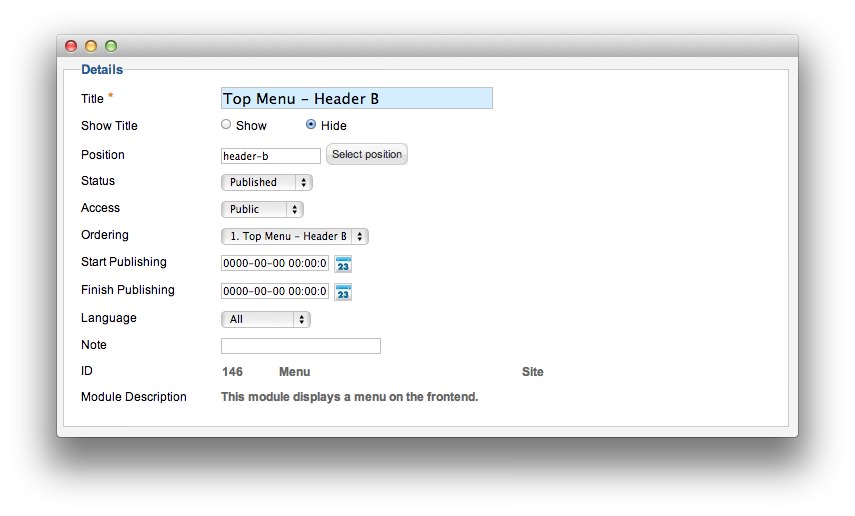 Details
Title * Top Menu – Header B
Show Title Show Hide
Position header-b Select position
Status Published
Access Public
Ordering 1. Top Menu – Header B
Start Publishing 0000-00-00 00:00:0 23
Finish Publishing 0000-00-00 00:00:0 23
Language All
Note
ID 146 Menu Site
Module Description This module displays a menu on the frontend.